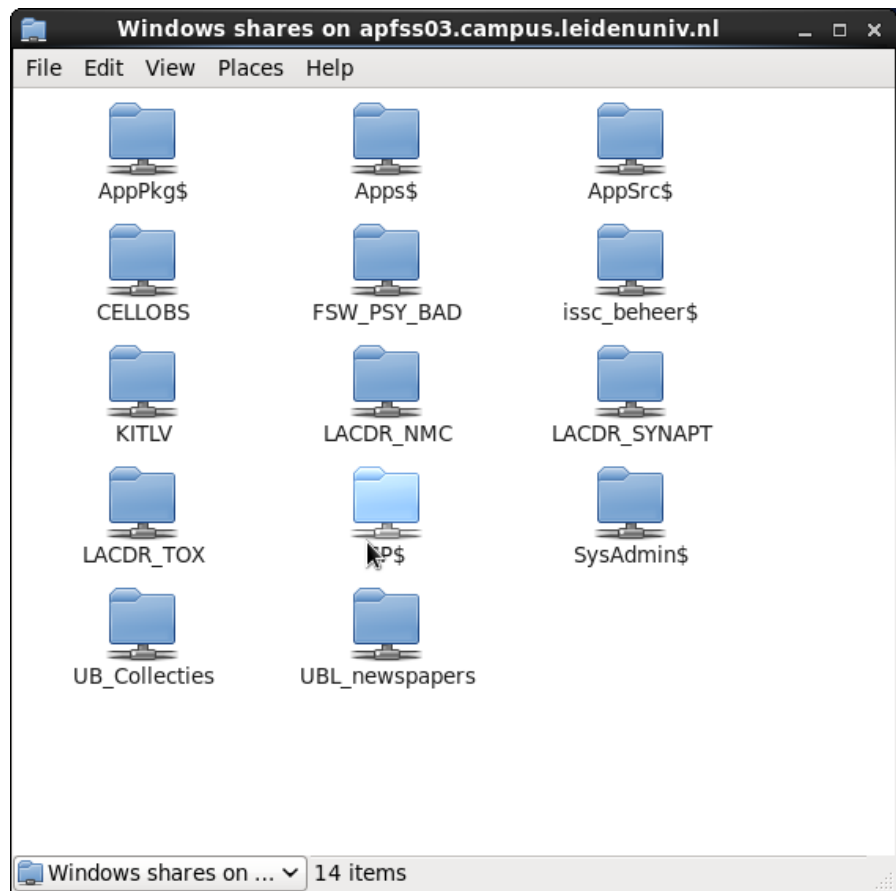 Windows shares on apfss03.campus.leidenuniv.nl
File Edit View Places Help
AppPkg$ Apps$ AppSrc$
CELLOBS FSW_PSY_BAD issc_beheer$
KITLV LACDR_NMC LACDR_SYNAPT
LACDR_TOX SysAdmin$
UB_Collecties UBL_newspapers
Windows shares on ... 14 items